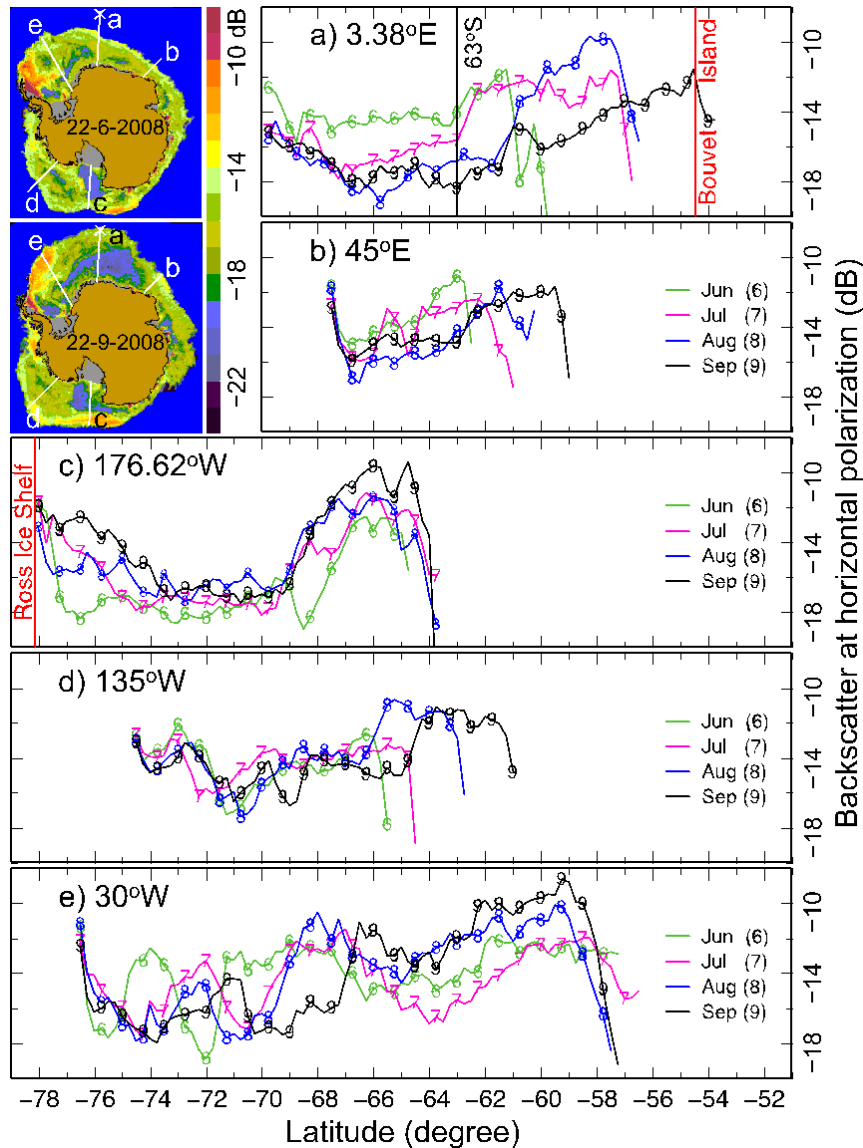 e
a
b
22-6-2008
d
c
e
a
b
22-9-2008
d
c
−10 dB
−14
−18
−22
a) 3.38°E
63°S
Bouvet Island
−10
−14
−18
b) 45°E
Jun (6)
Jul (7)
Aug (8)
Sep (9)
−10
−14
−18
c) 176.62°W
Ross Ice Shelf
Jun (6)
Jul (7)
Aug (8)
Sep (9)
−10
−14
−18
d) 135°W
Jun (6)
Jul (7)
Aug (8)
Sep (9)
−10
−14
−18
e) 30°W
Jun (6)
Jul (7)
Aug (8)
Sep (9)
−10
−14
−18
Backscatter at horizontal polarization (dB)
−78 −76 −74 −72 −70 −68 −66 −64 −62 −60 −58 −56 −54 −52
Latitude (degree)